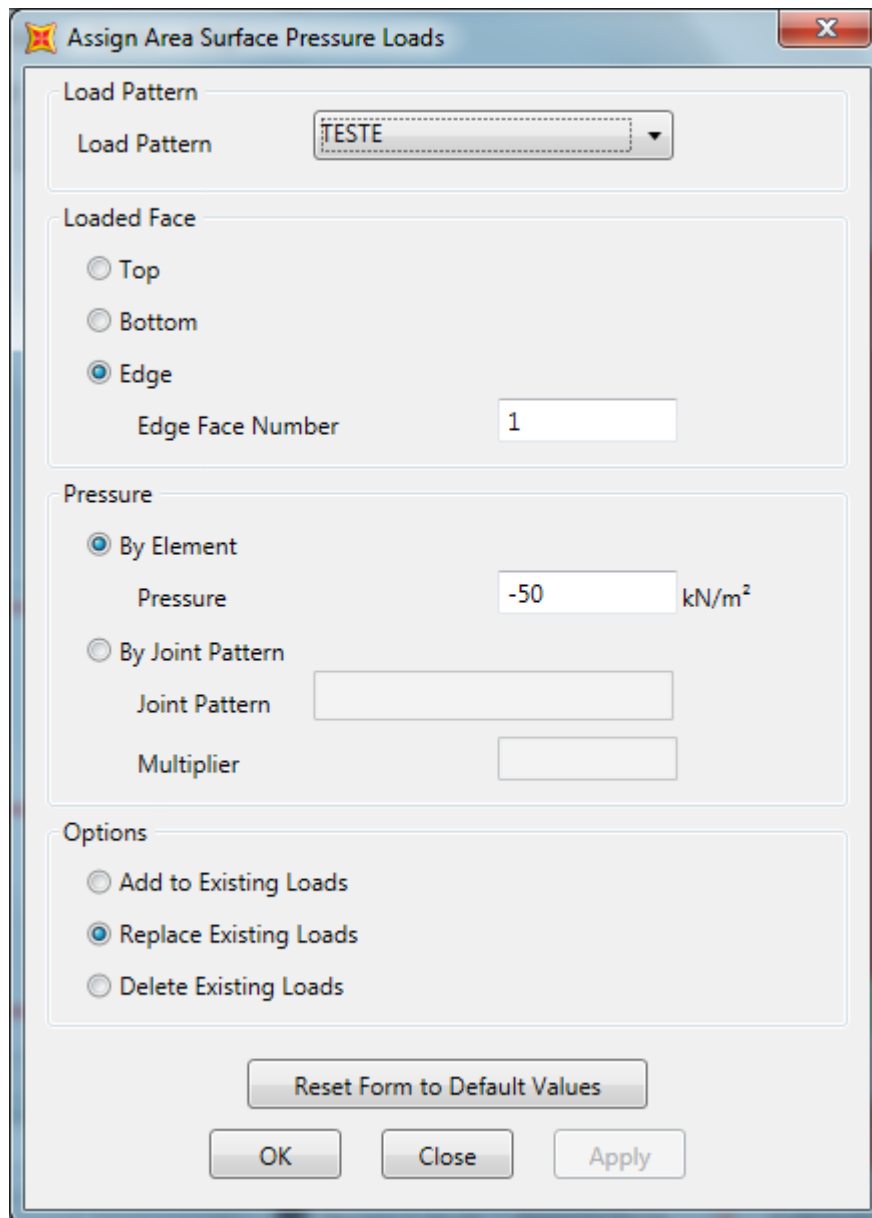 Assign Area Surface Pressure Loads
Load Pattern
Load Pattern TESTE
Loaded Face
Top
Bottom
Edge
Edge Face Number 1
Pressure
By Element
Pressure -50 kN/m²
By Joint Pattern
Joint Pattern
Multiplier
Options
Add to Existing Loads
Replace Existing Loads
Delete Existing Loads
Reset Form to Default Values
OK Close Apply